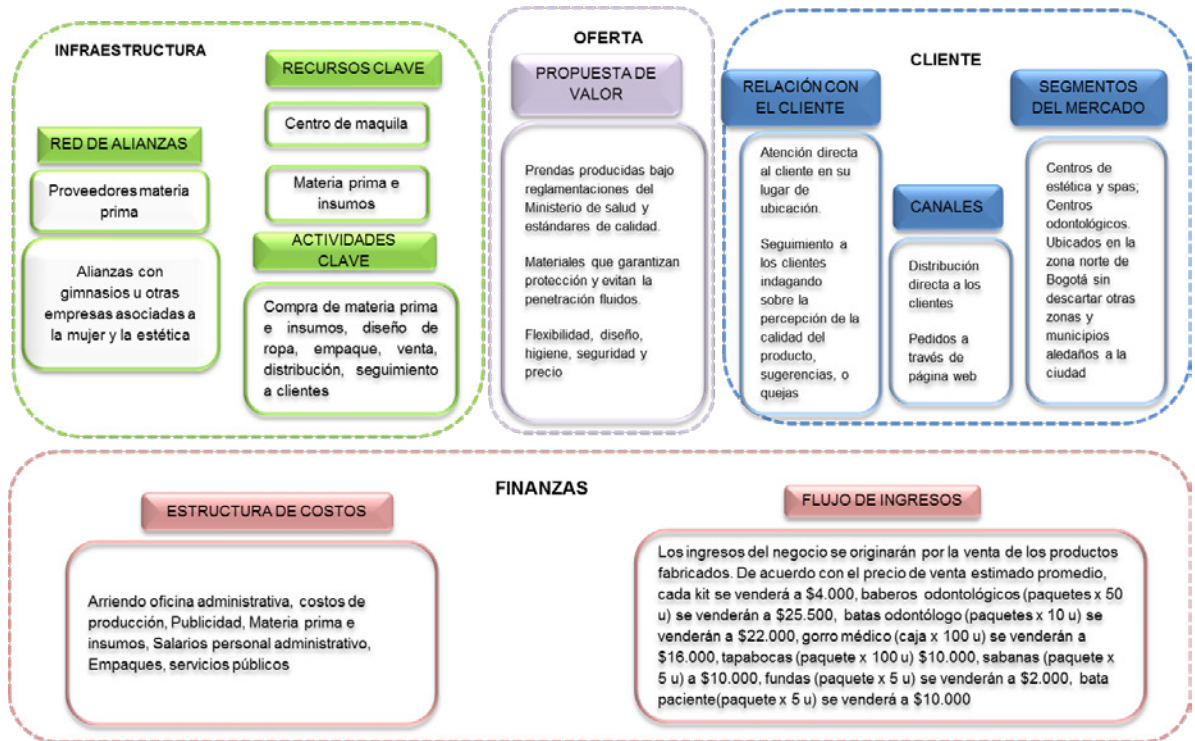 INFRAESTRUCTURA
RECURSOS CLAVE
Centro de maquila
Materia prima e
insumos
RED DE ALIANZAS
Proveedores materia
prima
Alianzas con
gimnasios u otras
empresas asociadas a
la mujer y la estética
ACTIVIDADES
CLAVE
Compra de materia prima
e insumos, diseño de
ropa, empaque, venta,
distribución, seguimiento
a clientes
OFERTA
PROPUESTA DE
VALOR
Prendas producidas bajo
reglamentaciones del
Ministerio de salud y
estándares de calidad.
Materiales que garantizan
protección y evitan la
penetración fluidos.
Flexibilidad, diseño,
higiene, seguridad y
precio
CLIENTE
RELACIÓN CON
EL CLIENTE
Atención directa
al cliente en su
lugar de
ubicación.
Seguimiento a
los clientes
indagando
sobre la
percepción de la
calidad del
producto,
sugerencias, o
quejas
CANALES
Distribución
directa a los
clientes
Pedidos a
través de
página web
SEGMENTOS
DEL MERCADO
Centros de
estética y spas;
Centros
odontológicos.
Ubicados en la
zona norte de
Bogotá sin
descartar otras
zonas y
municipios
aledaños a la
ciudad
FINANZAS
ESTRUCTURA DE COSTOS
Arriendo oficina administrativa, costos de
producción, Publicidad, Materia prima e
insumos, Salarios personal administrativo,
Empaques, servicios públicos
FLUJO DE INGRESOS
Los ingresos del negocio se originarán por la venta de los productos
fabricados. De acuerdo con el precio de venta estimado promedio,
cada kit se venderá a $4.000, baberos odontológicos (paquetes x 50
u) se venderán a $25.500, batas odontólogo (paquetes x 10 u) se
venderán a $22.000, gorro médico (caja x 100 u) se venderán a
$16.000, tapabocas (paquete x 100 u) $10.000, sabanas (paquete x
5 u) a $10.000, fundas (paquete x 5 u) se venderán a $2.000, bata
paciente(paquete x 5 u) se venderá a $10.000